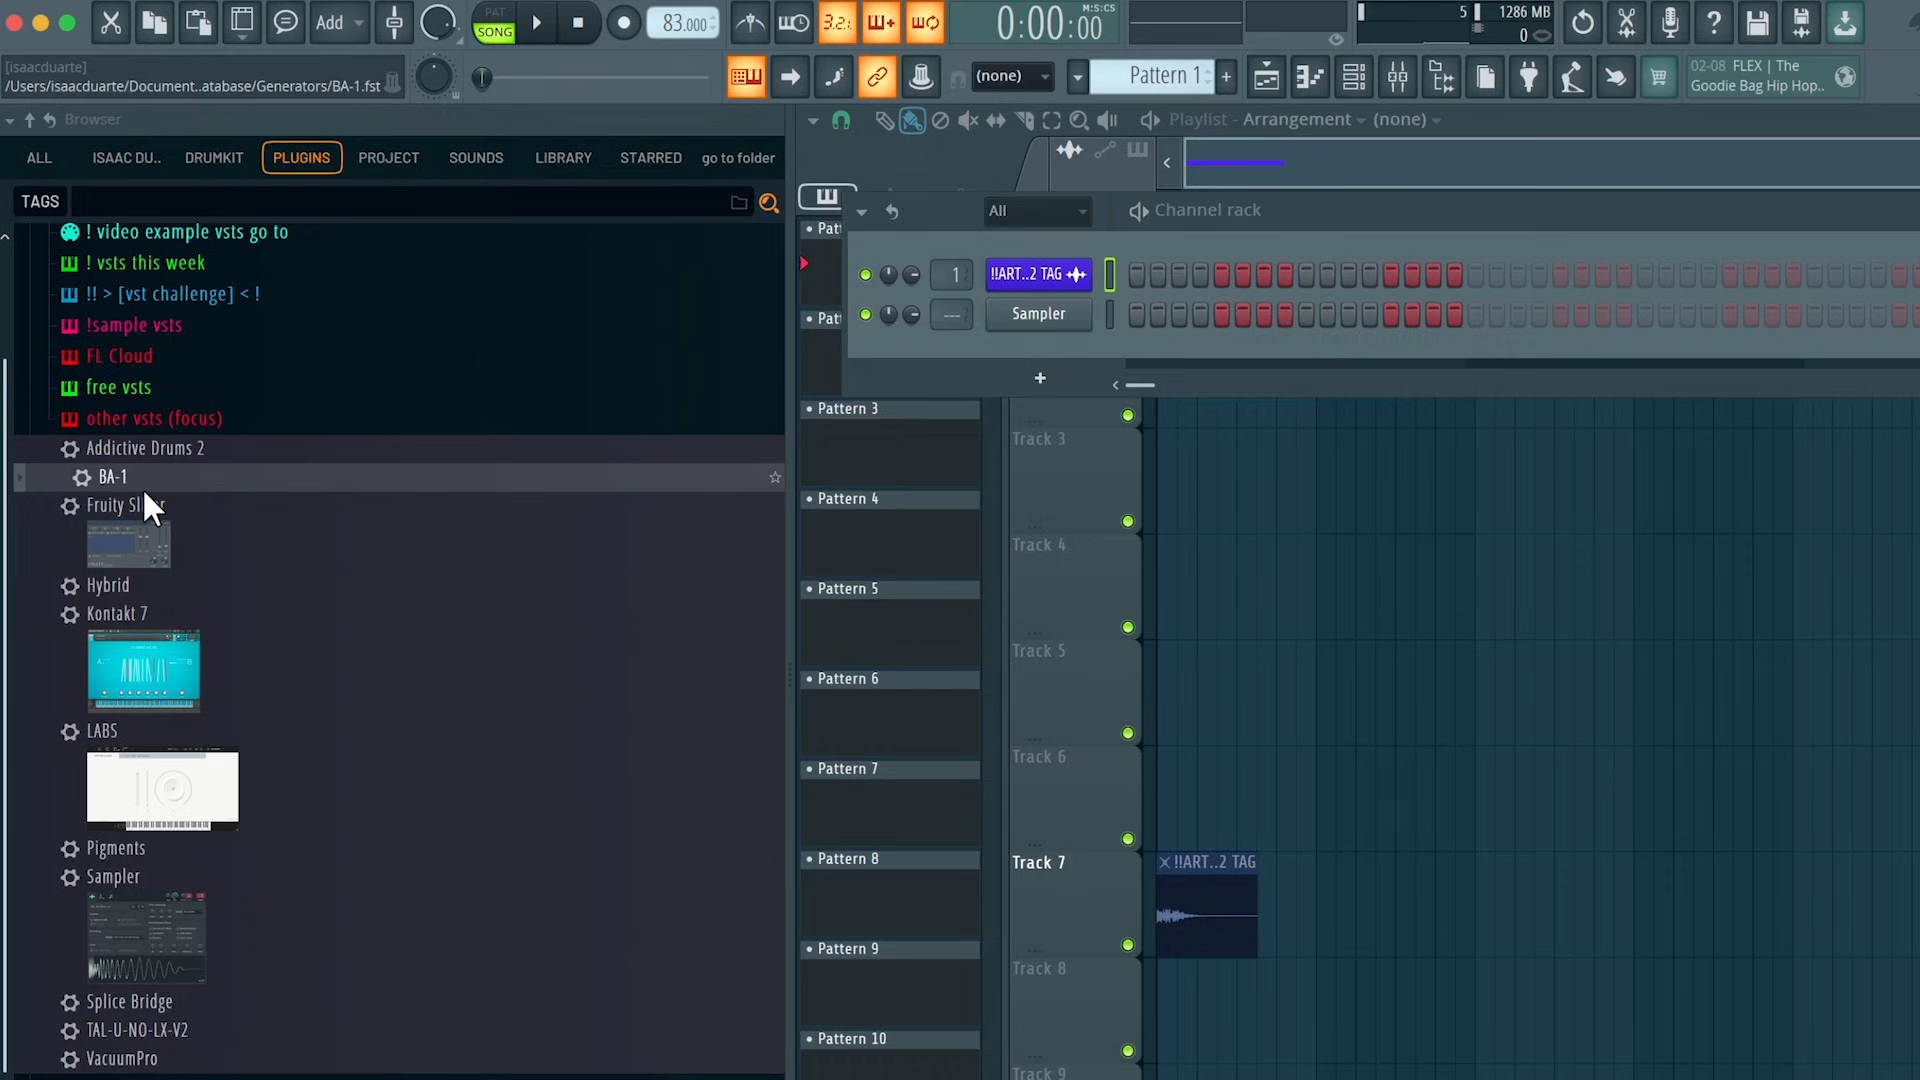 Add
PAT
SONG
83.000
3.2.
0:00:00
M:S:CS
5
1286 MB
0
[isaacduarte]
/Users/isaacduarte/Document..atabase/Generators/BA-1.fst
(none)
Pattern 1
+
02-08 FLEX | The
Goodie Bag Hip Hop..
Browser
Playlist - Arrangement
(none)
ALL
ISAAC DU..
DRUMKIT
PLUGINS
PROJECT
SOUNDS
LIBRARY
STARRED
go to folder
TAGS
! video example vsts go to
! vsts this week
!! > [vst challenge] < !
!sample vsts
FL Cloud
free vsts
other vsts (focus)
Addictive Drums 2
BA-1
Hybrid
Kontakt 7
LABS
Pigments
Sampler
Splice Bridge
TAL-U-NO-LX-V2
VacuumPro
All
Channel rack
1
!!ART..2 TAG
---
Sampler
+
Pattern 3
Pattern 4
Pattern 5
Pattern 6
Pattern 7
Pattern 8
Pattern 9
Pattern 10
Track 3
Track 4
Track 5
Track 6
Track 7
Track 8
Track 9
!!ART..2 TAG